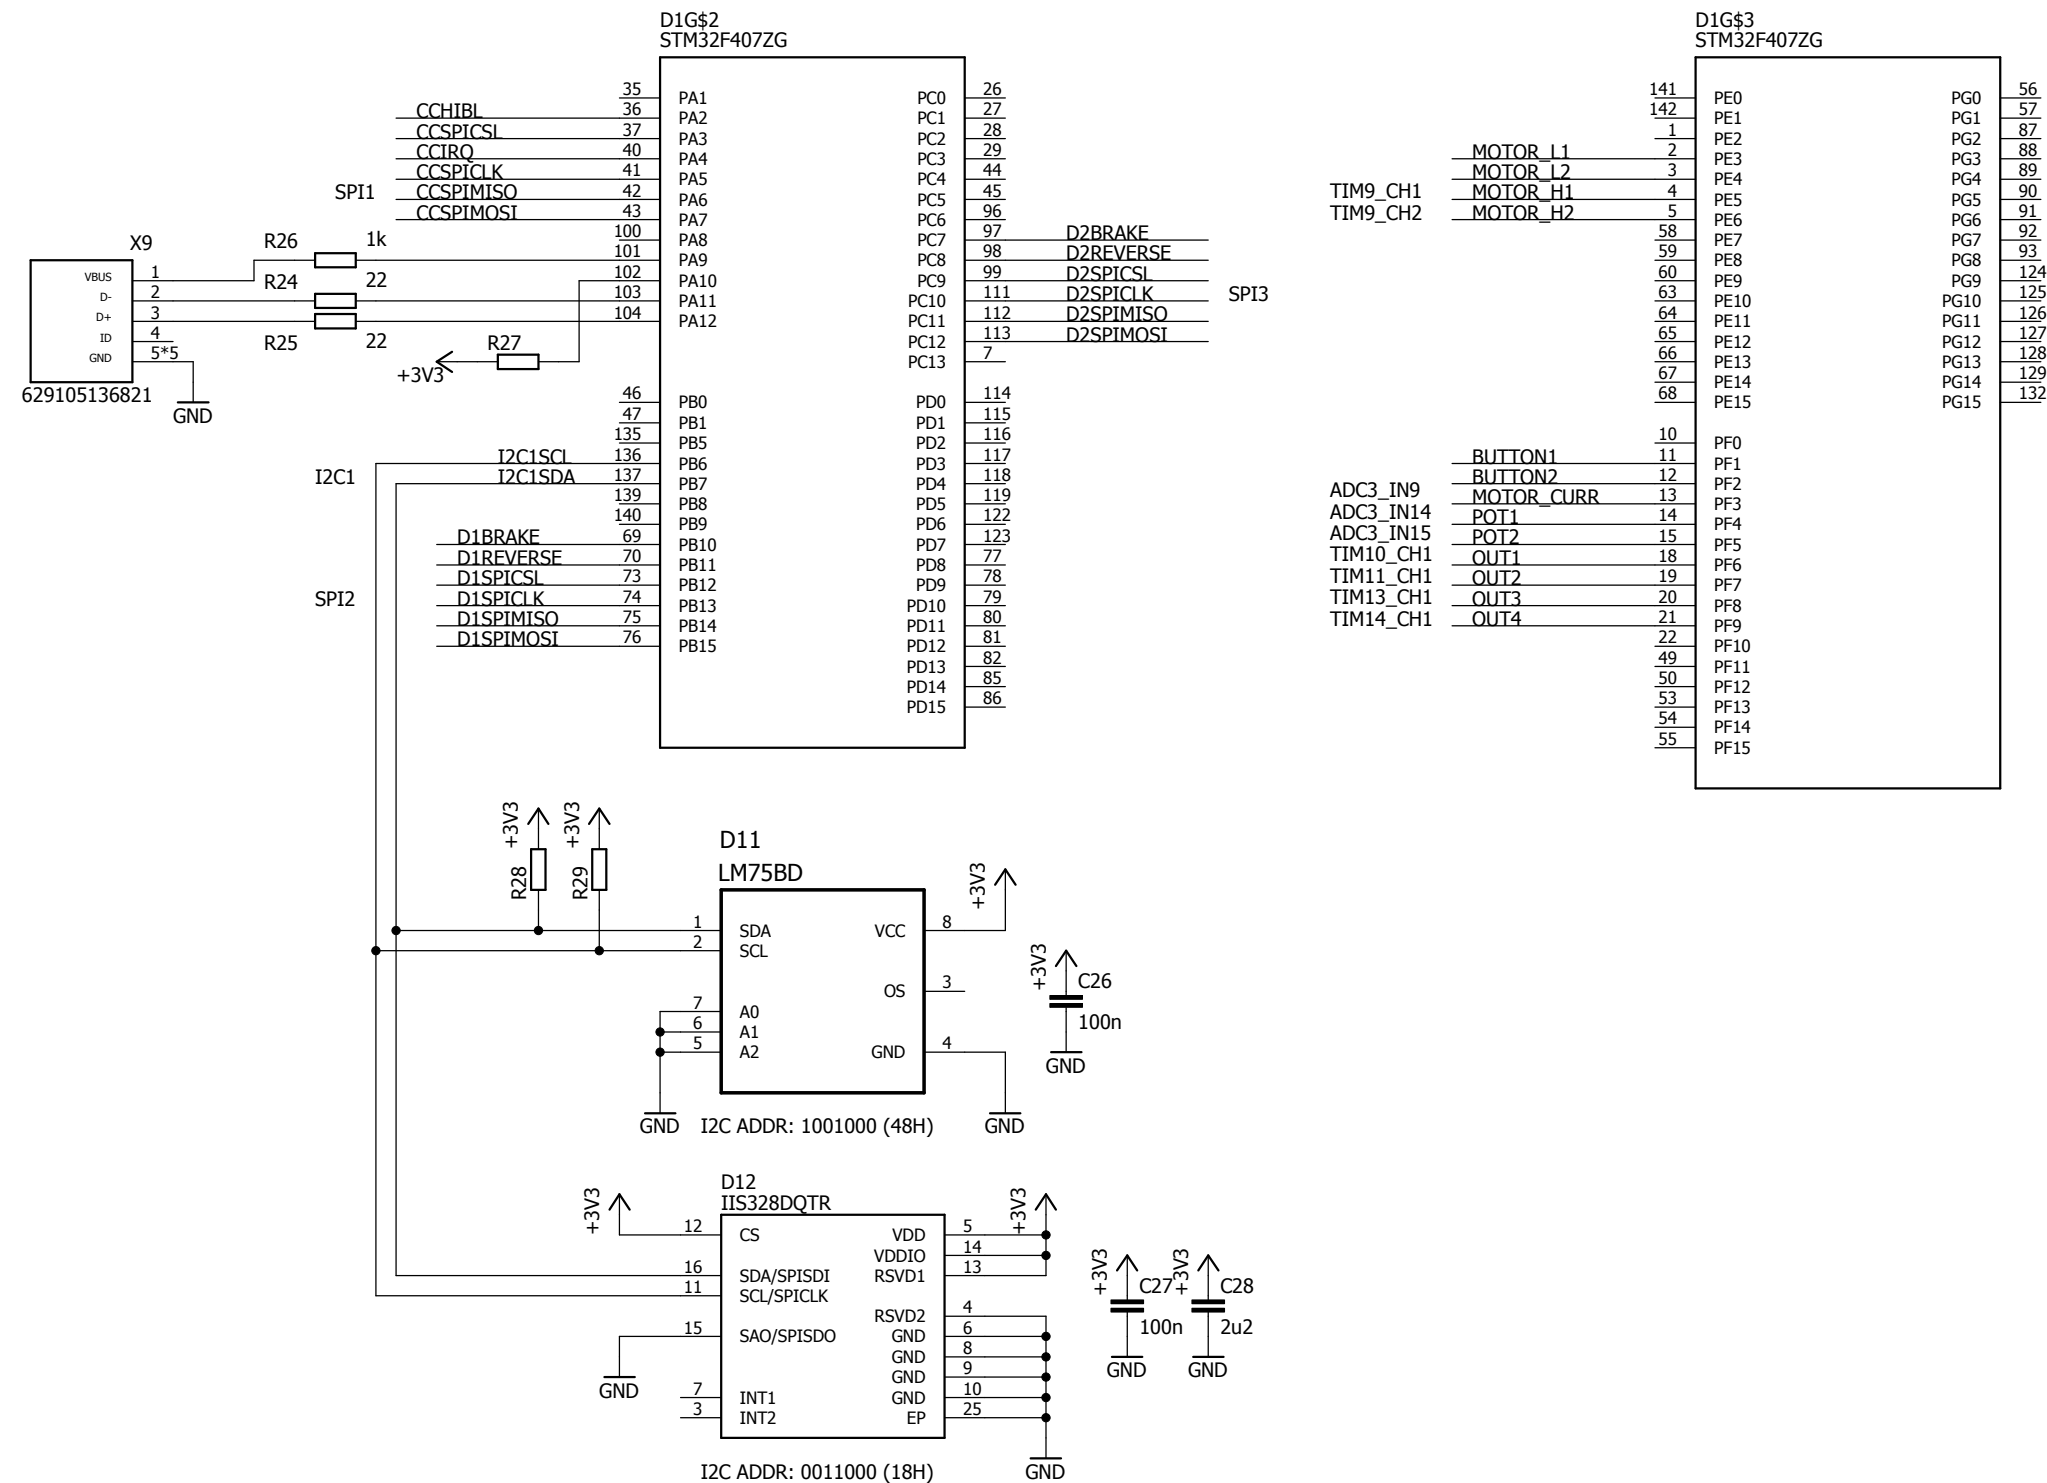 D1G$2
STM32F407ZG
35 PA1 PC0 26
CCHIBL 36 PA2 PC1 27
CCSPICSL 37 PA3 PC2 28
CCIRQ 40 PA4 PC3 29
CCSPICLK 41 PA5 PC4 44
SPI1 CCSPIMISO 42 PA6 PC5 45
CCSPIMOSI 43 PA7 PC6 96
100 PA8 PC7 97 D2BRAKE
101 PA9 PC8 98 D2REVERSE
102 PA10 PC9 99 D2SPICSL
103 PA11 PC10 111 D2SPICLK SPI3
104 PA12 PC11 112 D2SPIMISO
PC12 113 D2SPIMOSI
PC13 7
X9
R26 1k
R24 22
R25 22
R27
+3V3
VBUS 1
D- 2
D+ 3
ID 4
GND 5*5
629105136821
GND
46 PB0 PD0 114
47 PB1 PD1 115
135 PB5 PD2 116
I2C1SCL 136 PB6 PD3 117
I2C1 I2C1SDA 137 PB7 PD4 118
139 PB8 PD5 119
140 PB9 PD6 122
D1BRAKE 69 PB10 PD7 123
D1REVERSE 70 PB11 PD8 77
D1SPICSL 73 PB12 PD9 78
SPI2 D1SPICLK 74 PB13 PD10 79
D1SPIMISO 75 PB14 PD11 80
D1SPIMOSI 76 PB15 PD12 81
PD13 82
PD14 85
PD15 86
D1G$3
STM32F407ZG
141 PE0 PG0 56
142 PE1 PG1 57
1 PE2 PG2 87
MOTOR_L1 2 PE3 PG3 88
MOTOR_L2 3 PE4 PG4 89
TIM9_CH1 MOTOR_H1 4 PE5 PG5 90
TIM9_CH2 MOTOR_H2 5 PE6 PG6 91
58 PE7 PG7 92
59 PE8 PG8 93
60 PE9 PG9 124
63 PE10 PG10 125
64 PE11 PG11 126
65 PE12 PG12 127
66 PE13 PG13 128
67 PE14 PG14 129
68 PE15 PG15 132
10 PF0
BUTTON1 11 PF1
BUTTON2 12 PF2
ADC3_IN9 MOTOR_CURR 13 PF3
ADC3_IN14 POT1 14 PF4
ADC3_IN15 POT2 15 PF5
TIM10_CH1 OUT1 18 PF6
TIM11_CH1 OUT2 19 PF7
TIM13_CH1 OUT3 20 PF8
TIM14_CH1 OUT4 21 PF9
22 PF10
49 PF11
50 PF12
53 PF13
54 PF14
55 PF15
+3V3 +3V3
R28 R29
D11
LM75BD
+3V3
1 SDA VCC 8
2 SCL
OS 3
7 A0
6 A1
5 A2 GND 4
+3V3
C26
100n
GND
GND I2C ADDR: 1001000 (48H) GND
D12
IIS328DQTR
+3V3 +3V3
12 CS VDD 5
VDDIO 14
16 SDA/SPISDI RSVD1 13
11 SCL/SPICLK
RSVD2 4
15 SAO/SPISDO GND 6
GND 8
GND 9
7 INT1 GND 10
3 INT2 EP 25
GND
+3V3 +3V3
C27 C28
100n 2u2
GND GND
I2C ADDR: 0011000 (18H) GND